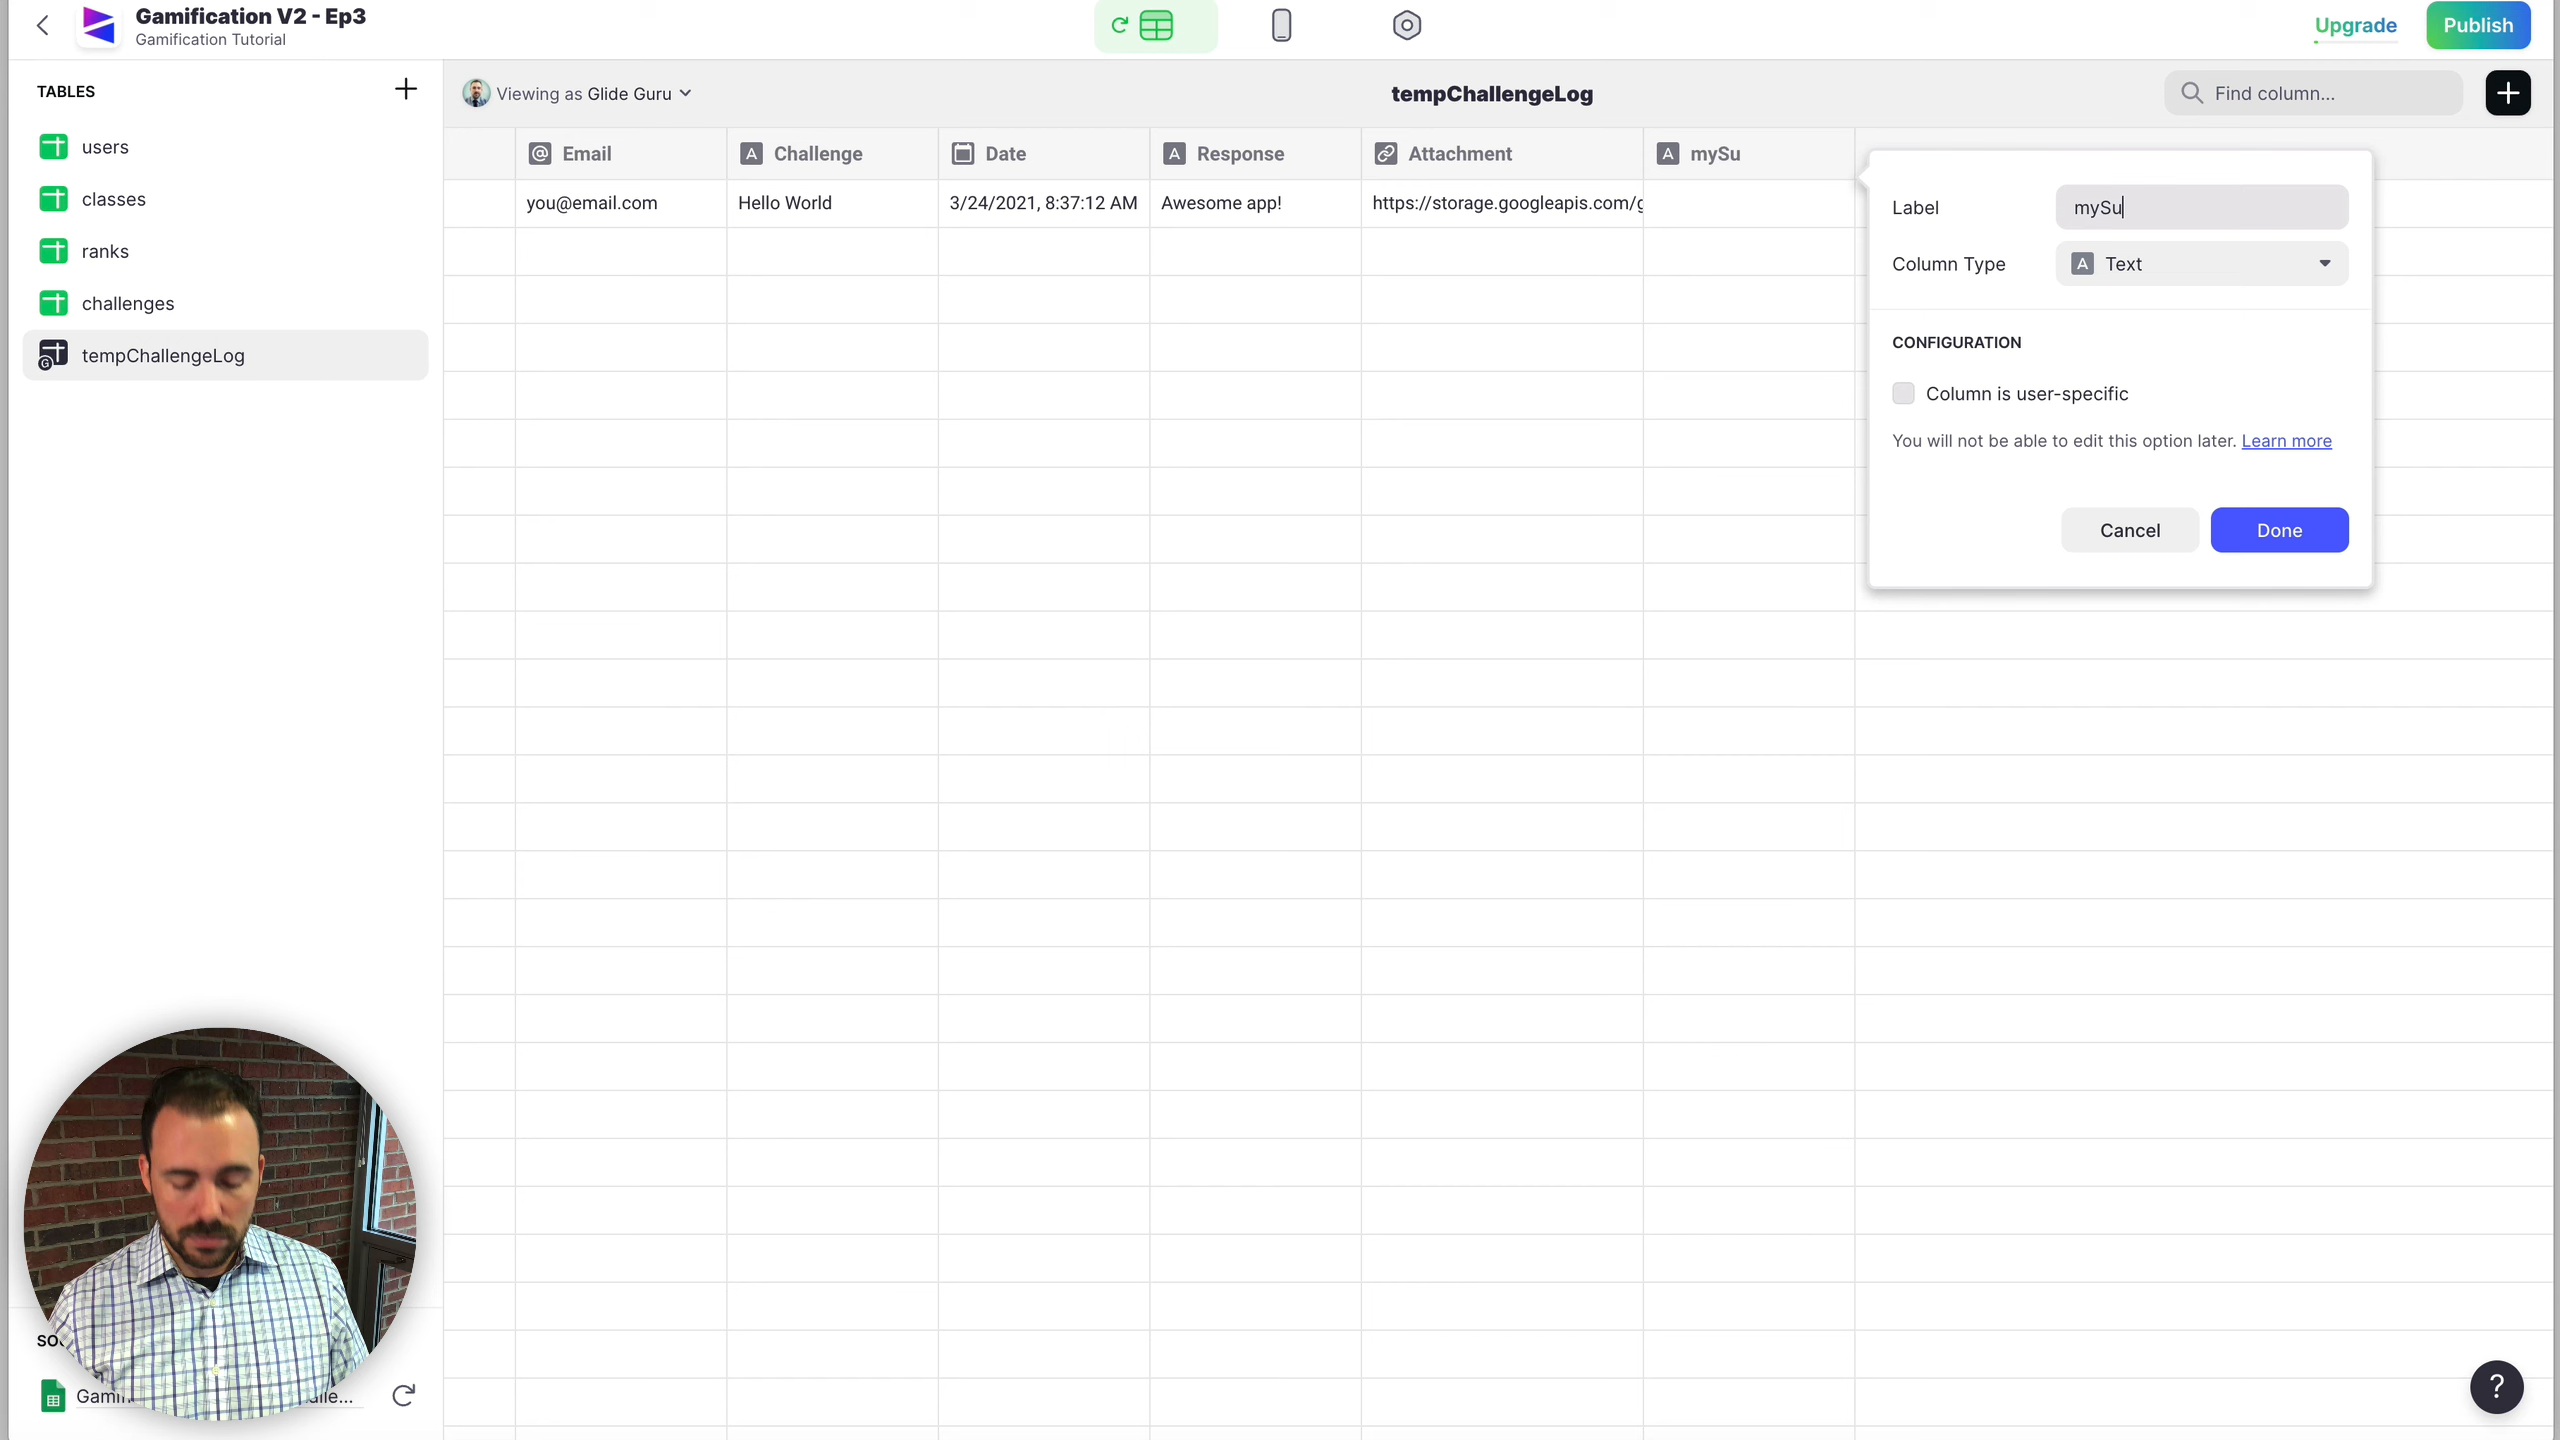 Gamification V2 - Ep3
Gamification Tutorial
Upgrade
Publish
TABLES
users
classes
ranks
challenges
tempChallengeLog
Viewing as Glide Guru
tempChallengeLog
Find column...
Email
Challenge
Date
Response
Attachment
mySu
you@email.com
Hello World
3/24/2021, 8:37:12 AM
Awesome app!
https://storage.googleapis.com/g
Label
mySu
Column Type
Text
CONFIGURATION
Column is user-specific
You will not be able to edit this option later. Learn more
Cancel
Done
?